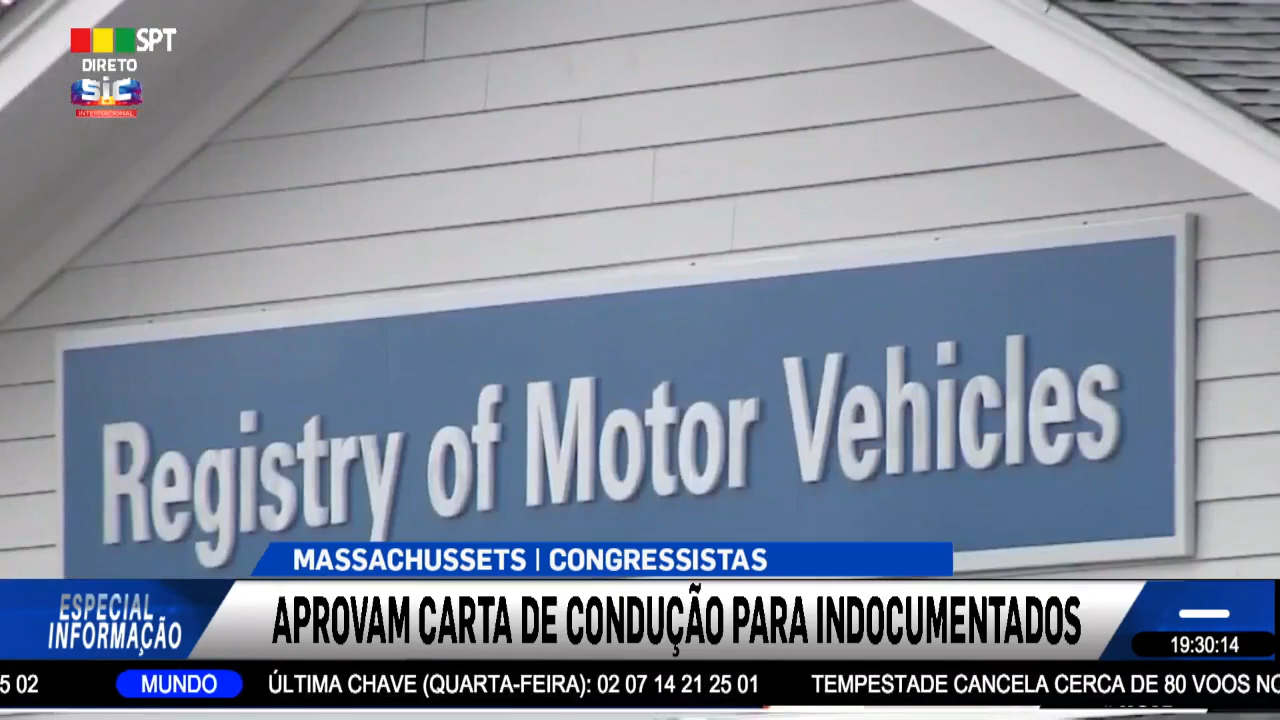 SPT
DIRETO
SiC
INTERNACIONAL
Registry of Motor Vehicles
MASSACHUSSETS | CONGRESSISTAS
ESPECIAL
INFORMAÇÃO
APROVAM CARTA DE CONDUÇÃO PARA INDOCUMENTADOS
19:30:14
5 02 MUNDO ÚLTIMA CHAVE (QUARTA-FEIRA): 02 07 14 21 25 01 TEMPESTADE CANCELA CERCA DE 80 VOOS NO